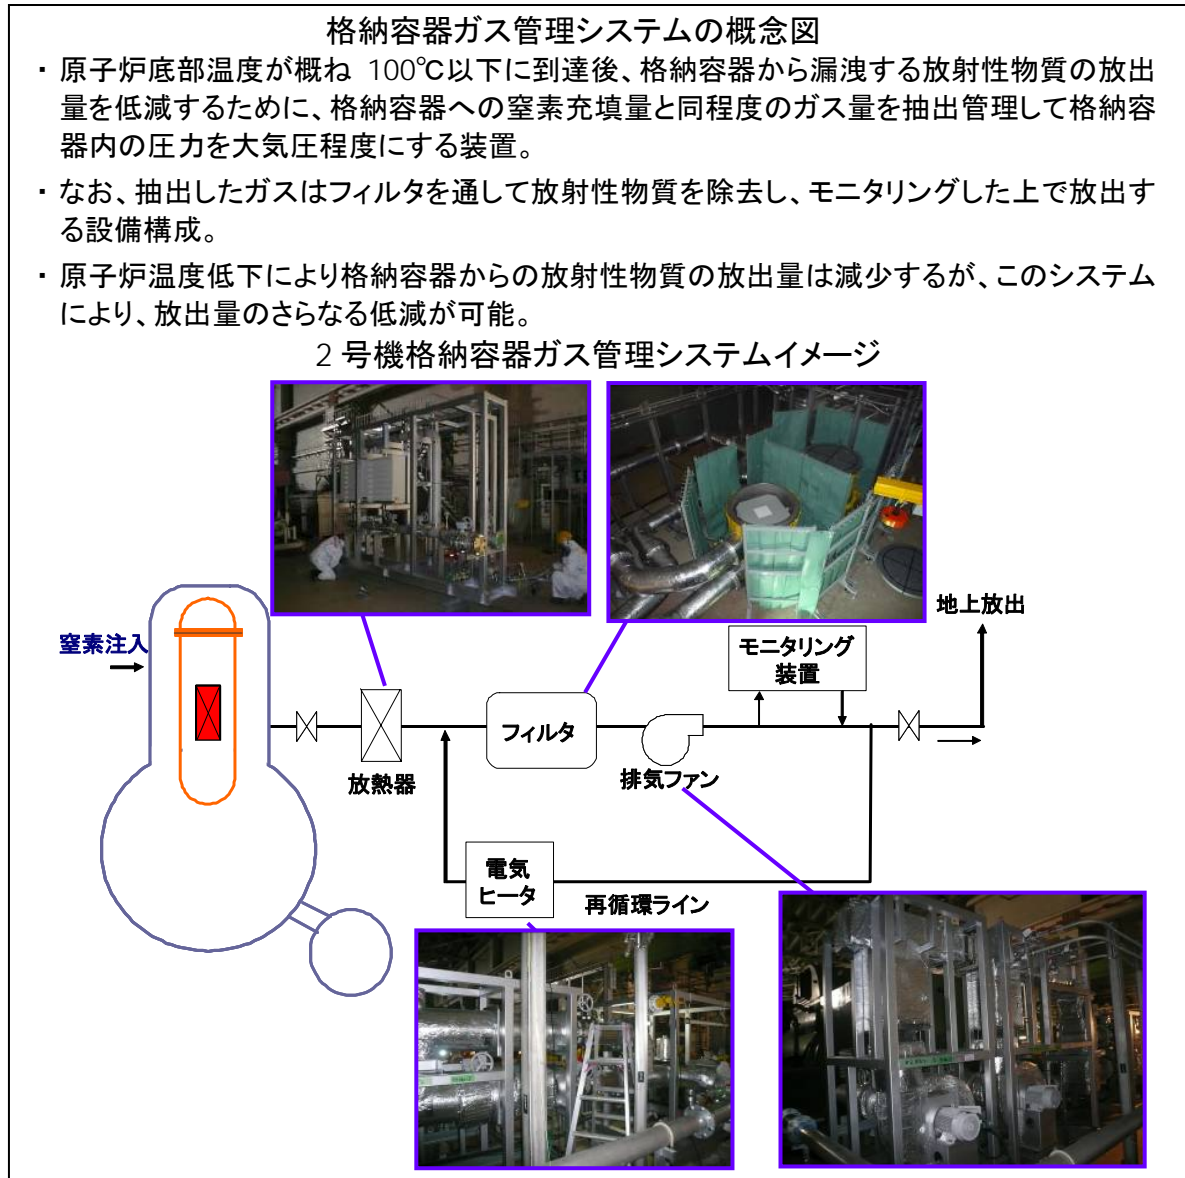 格納容器ガス管理システムの概念図
・ 原子炉底部温度が概ね 100℃以下に到達後、格納容器から漏洩する放射性物質の放出
量を低減するために、格納容器への窒素充填量と同程度のガス量を抽出管理して格納容
器内の圧力を大気圧程度にする装置。
・ なお、抽出したガスはフィルタを通して放射性物質を除去し、モニタリングした上で放出す
る設備構成。
・ 原子炉温度低下により格納容器からの放射性物質の放出量は減少するが、このシステム
により、放出量のさらなる低減が可能。
2 号機格納容器ガス管理システムイメージ
地上放出
窒素注入
モニタリング
装置
フィルタ
放熱器
排気ファン
電気
ヒータ
再循環ライン